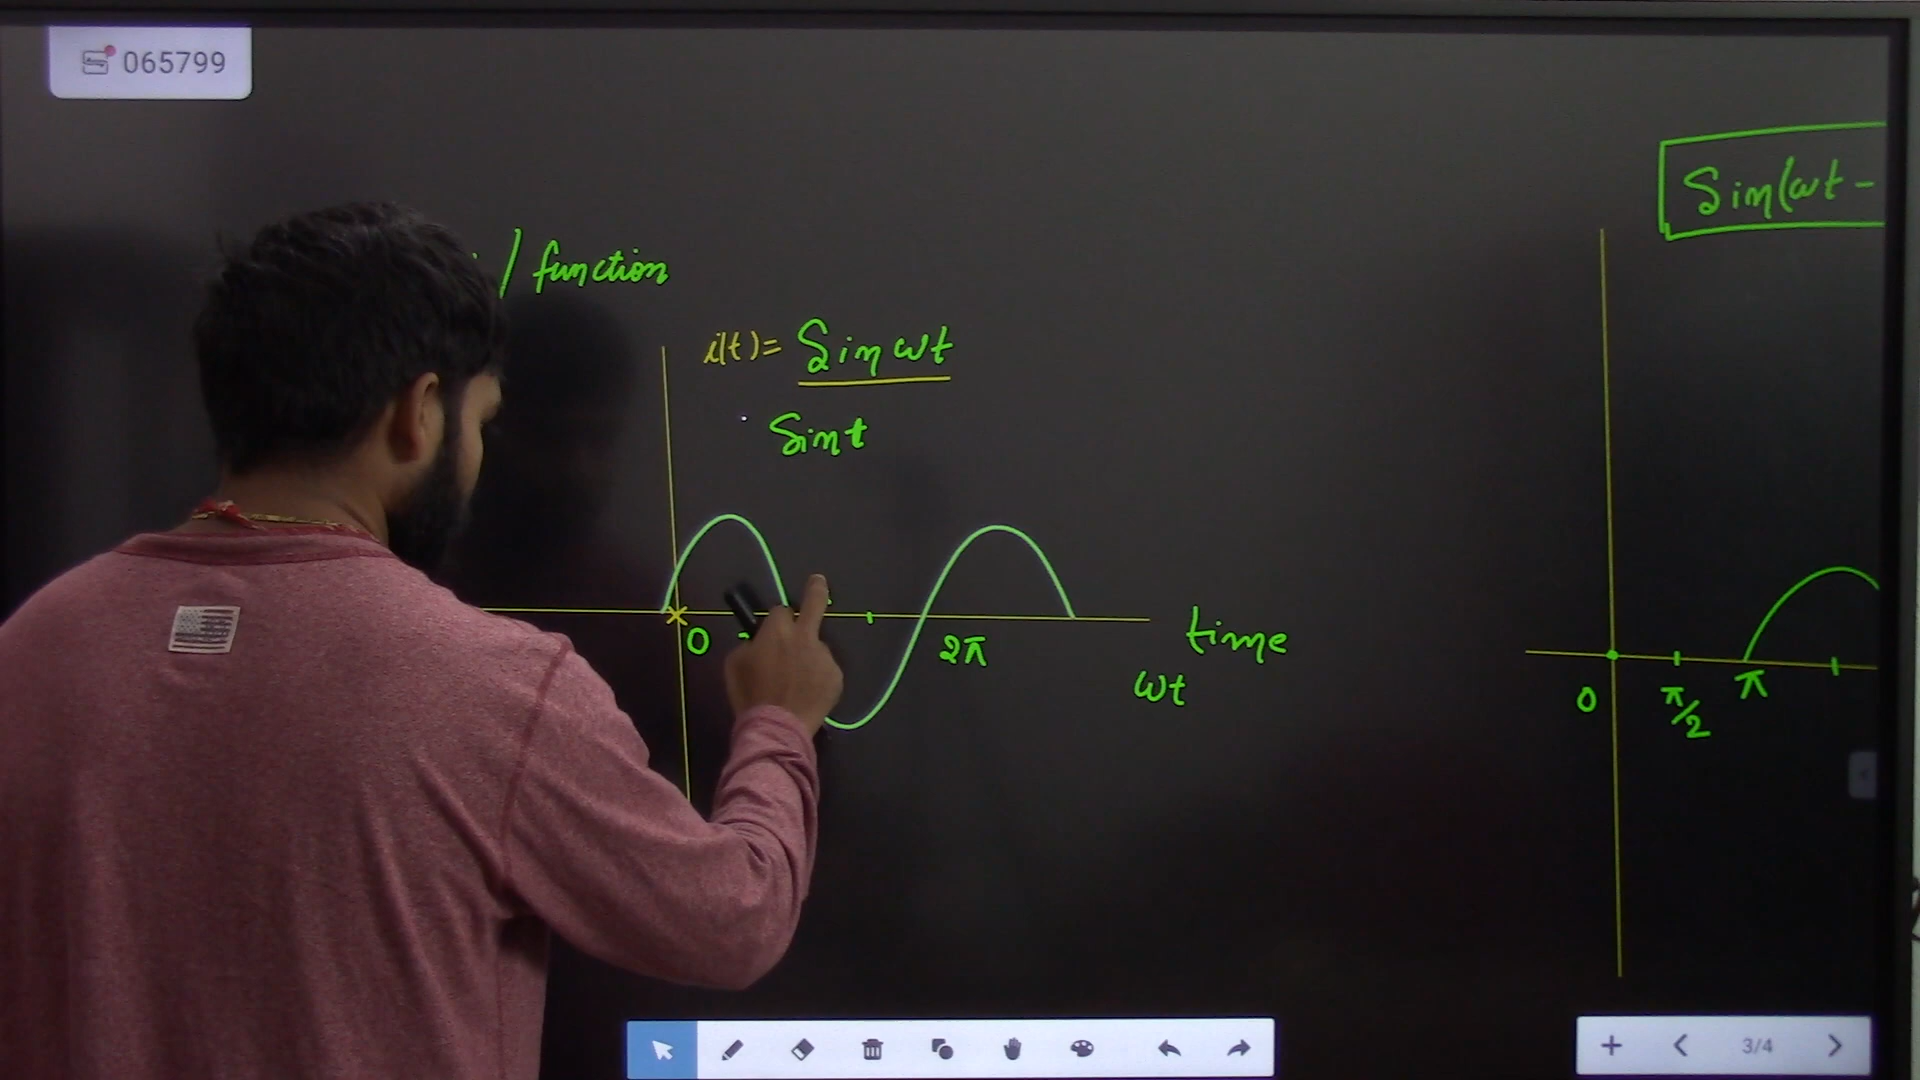 065799
Sin(ωt -
/ function
i(t) = Sin ωt
Sin t
0 2π time
ωt
0 π/2 π
3/4